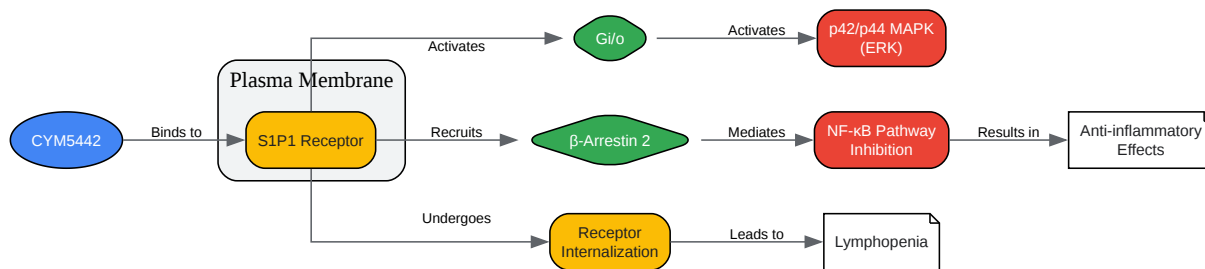 Activates
Gi/o
Activates
p42/p44 MAPK
(ERK)
Plasma Membrane
CYM5442
Binds to
S1P1 Receptor
Recruits
β-Arrestin 2
Mediates
NF-κB Pathway
Inhibition
Results in
Anti-inflammatory
Effects
Undergoes
Receptor
Internalization
Leads to
Lymphopenia